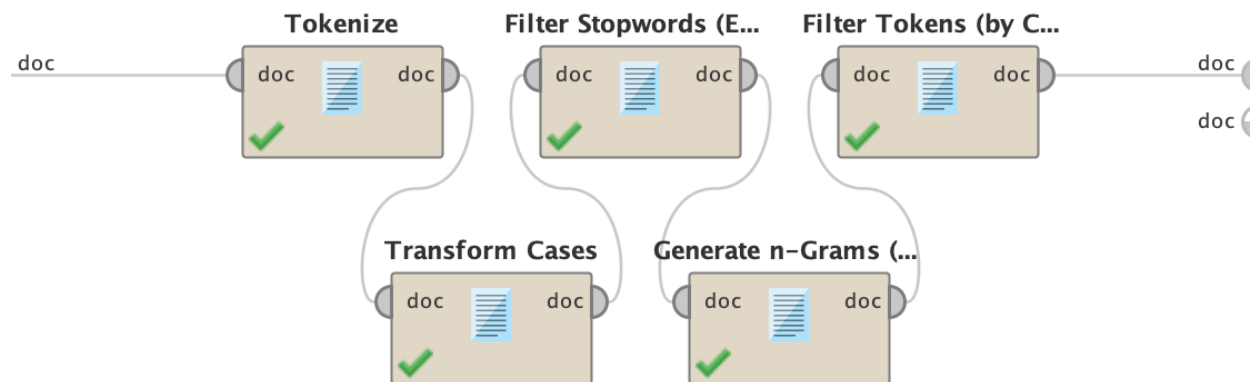 Tokenize
Filter Stopwords (E...
Filter Tokens (by C...
doc
doc
doc
doc
doc
doc
doc
doc
doc
Transform Cases
Generate n-Grams (...
doc
doc
doc
doc